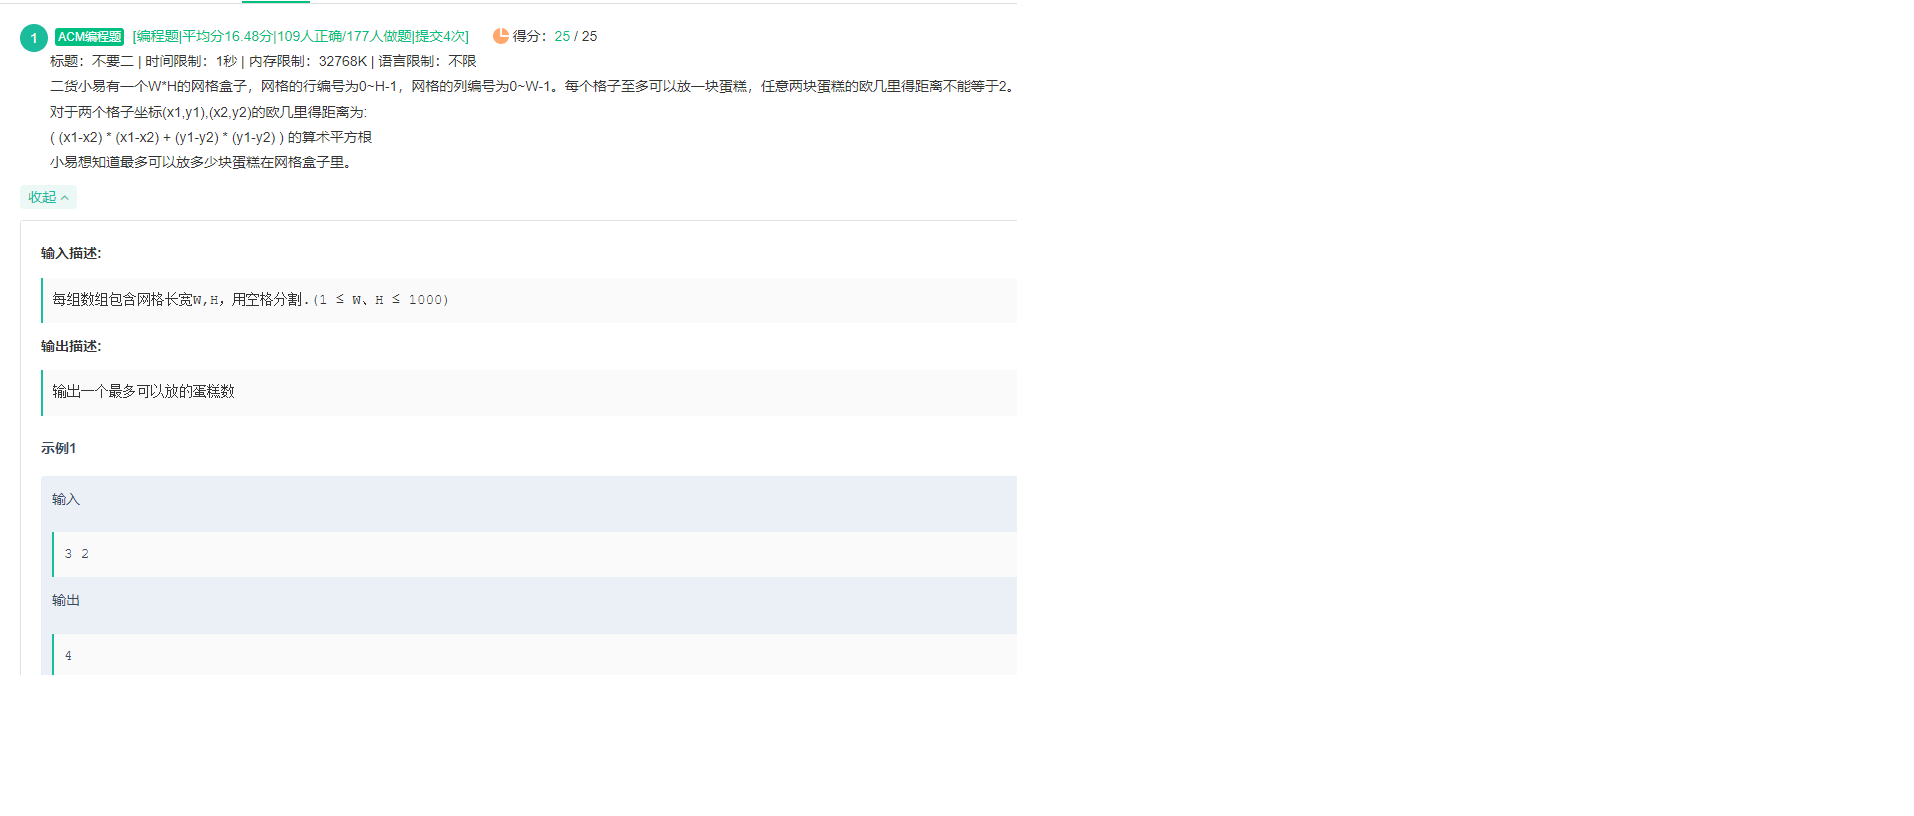 1 ACM编程题 [编程题|平均分16.48分|109人正确/177人做题|提交4次] 得分：25 / 25
标题：不要二 | 时间限制：1秒 | 内存限制：32768K | 语言限制：不限
二货小易有一个W*H的网格盒子，网格的行编号为0~H-1，网格的列编号为0~W-1。每个格子至多可以放一块蛋糕，任意两块蛋糕的欧几里得距离不能等于2。
对于两个格子坐标(x1,y1),(x2,y2)的欧几里得距离为:
( (x1-x2) * (x1-x2) + (y1-y2) * (y1-y2) ) 的算术平方根
小易想知道最多可以放多少块蛋糕在网格盒子里。
收起
输入描述:
每组数组包含网格长宽W,H，用空格分割.(1 ≤ W、H ≤ 1000)
输出描述:
输出一个最多可以放的蛋糕数
示例1
输入
3 2
输出
4